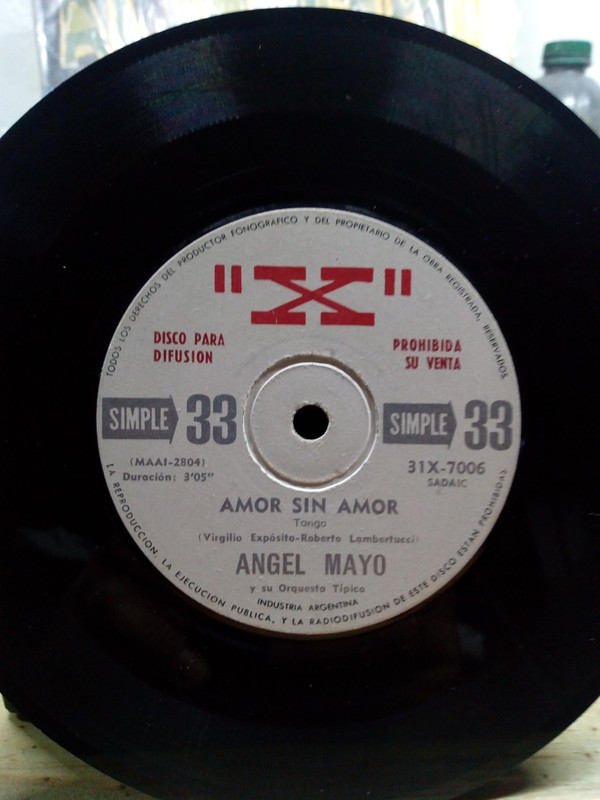 TODOS LOS DERECHOS DEL PRODUCTOR FONOGRAFICO Y DEL PROPIETARIO DE LA OBRA REGISTRADA, RESERVADOS
"X"
DISCO PARA
DIFUSION
PROHIBIDA
SU VENTA
SIMPLE 33
SIMPLE 33
(MAAI-2804)
Duración: 3'05"
31X-7006
SADAIC
AMOR SIN AMOR
Tango
(Virgilio Expósito-Roberto Lambertucci)
ANGEL MAYO
y su Orquesta Típica
INDUSTRIA ARGENTINA
LA REPRODUCCION, LA EJECUCION PUBLICA, Y LA RADIODIFUSION DE ESTE DISCO ESTAN PROHIBIDAS